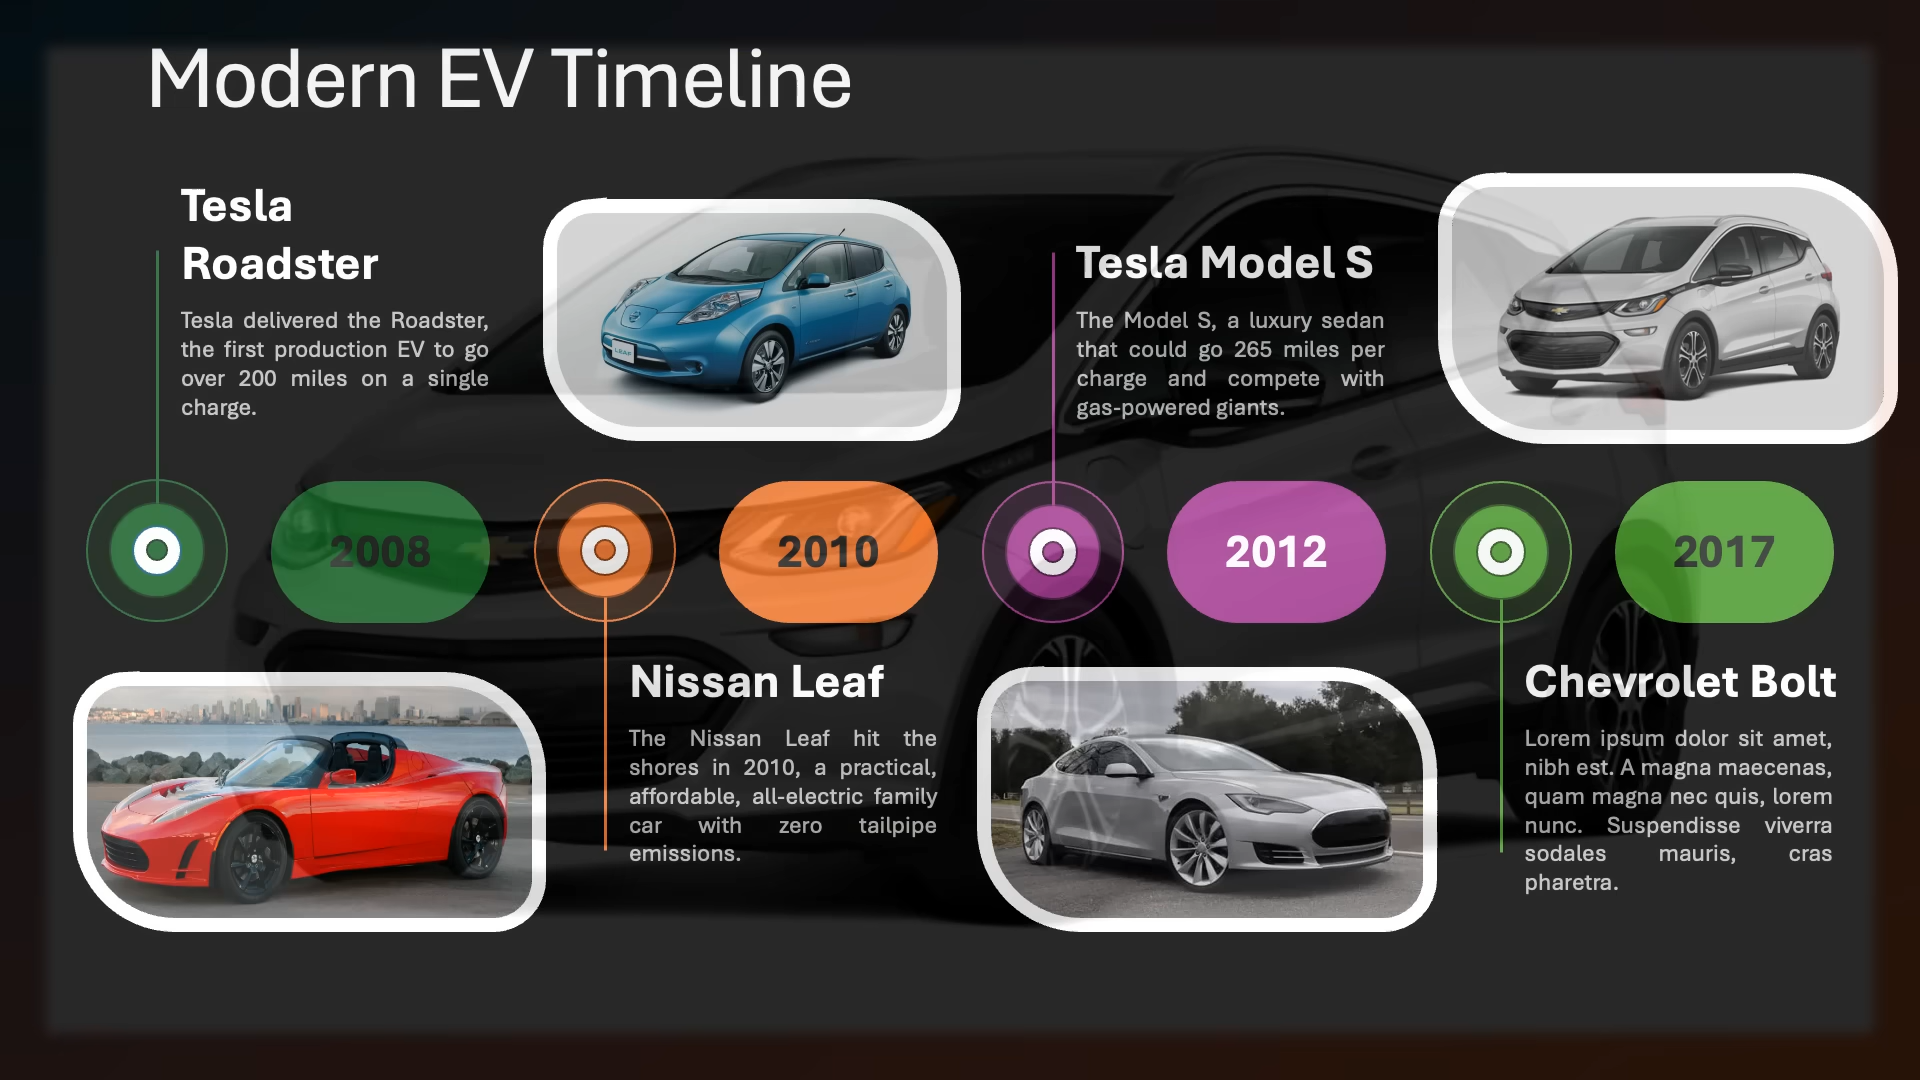 Modern EV Timeline
Tesla
Roadster
Tesla delivered the Roadster,
the first production EV to go
over 200 miles on a single
charge.
LEAF
Tesla Model S
The Model S, a luxury sedan
that could go 265 miles per
charge and compete with
gas-powered giants.
2008
2010
2012
2017
Nissan Leaf
The Nissan Leaf hit the
shores in 2010, a practical,
affordable, all-electric family
car with zero tailpipe
emissions.
Chevrolet Bolt
Lorem ipsum dolor sit amet,
nibh est. A magna maecenas,
quam magna nec quis, lorem
nunc. Suspendisse viverra
sodales mauris, cras
pharetra.